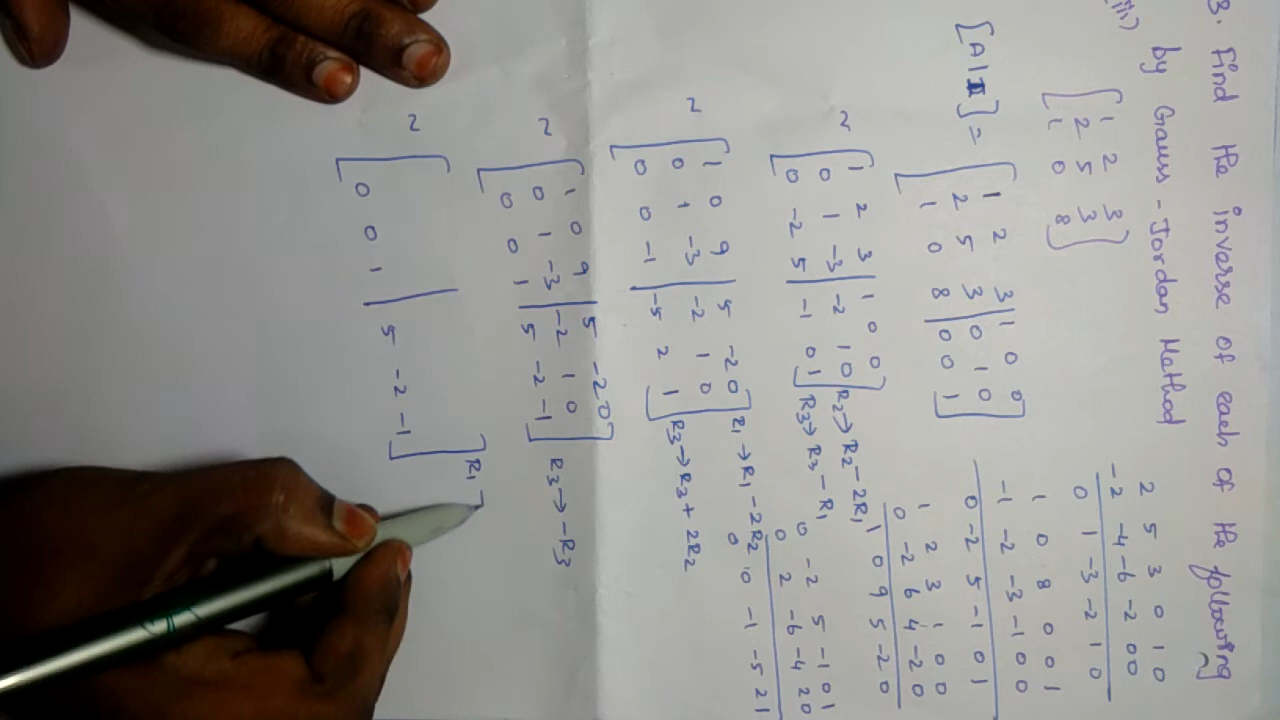 3. Find the inverse of each of the following
iii) by Gauss - Jordan Method
[ 1 2 3
2 5 3
1 0 8 ]
[A|I] = [ 1 2 3 | 1 0 0
2 5 3 | 0 1 0
1 0 8 | 0 0 1 ]
~ [ 1 2 3 | 1 0 0
0 1 -3 | -2 1 0 R2→R2-2R1
0 -2 5 | -1 0 1 ] R3→R3-R1
~ [ 1 0 9 | 5 -2 0 R1→R1-2R2
0 1 -3 | -2 1 0
0 0 -1 | -5 2 1 ] R3→R3+2R2
~ [ 1 0 9 | 5 -2 0
0 1 -3 | -2 1 0
0 0 1 | 5 -2 -1 ] R3→-R3
~ [ R1
0 0 1 | 5 -2 -1 ]
2 5 3 0 1 0
-2 -4 -6 -2 0 0
0 1 -3 -2 1 0
1 0 8 0 0 1
-1 -2 -3 -1 0 0
0 -2 5 -1 0 1
1 2 3 1 0 0
0 -2 6 4 -2 0
1 0 9 5 -2 0
0 -2 5 -1 0 1
0 2 -6 -4 2 0
0 0 -1 -5 2 1